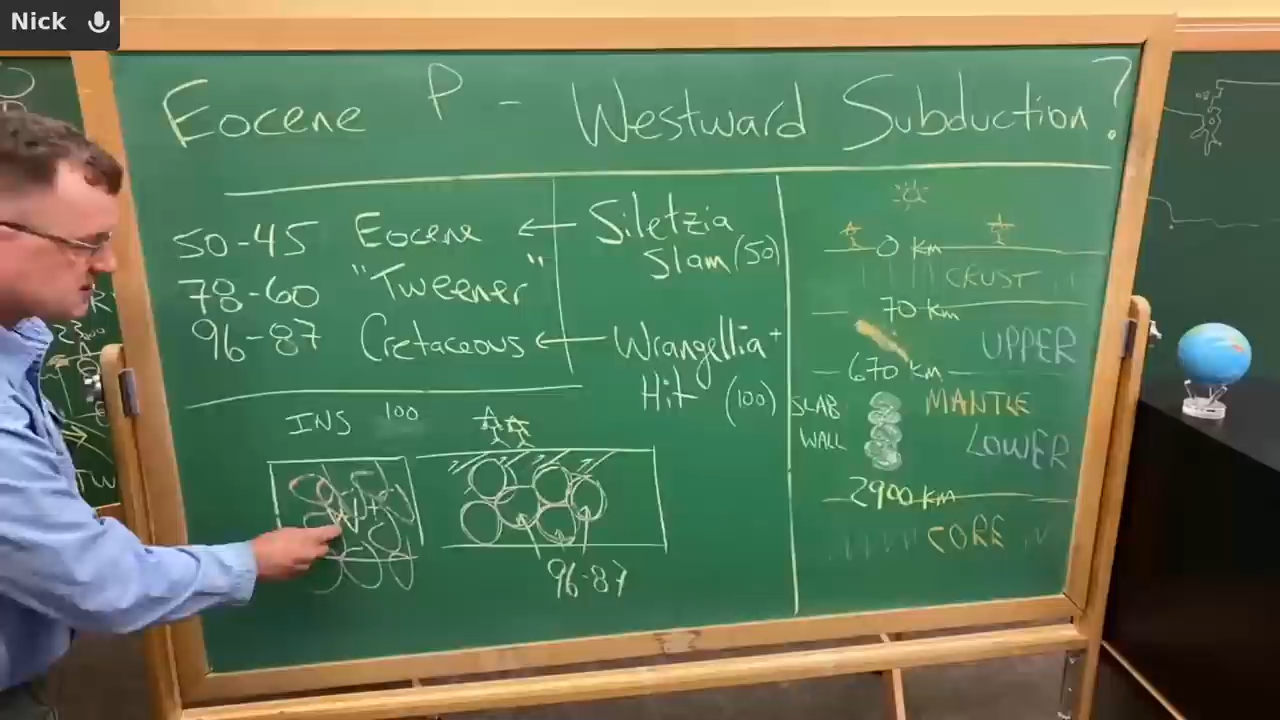 Nick
Eocene P - Westward Subduction?
50-45 Eocene ← Siletzia
Slam (50)
78-60 "Tweener"
96-87 Cretaceous ← Wrangellia+
Hit (100)
INS 100
96-87
0 km
CRUST
70 km
UPPER
670 km
SLAB MANTLE
WALL LOWER
2900 km
CORE